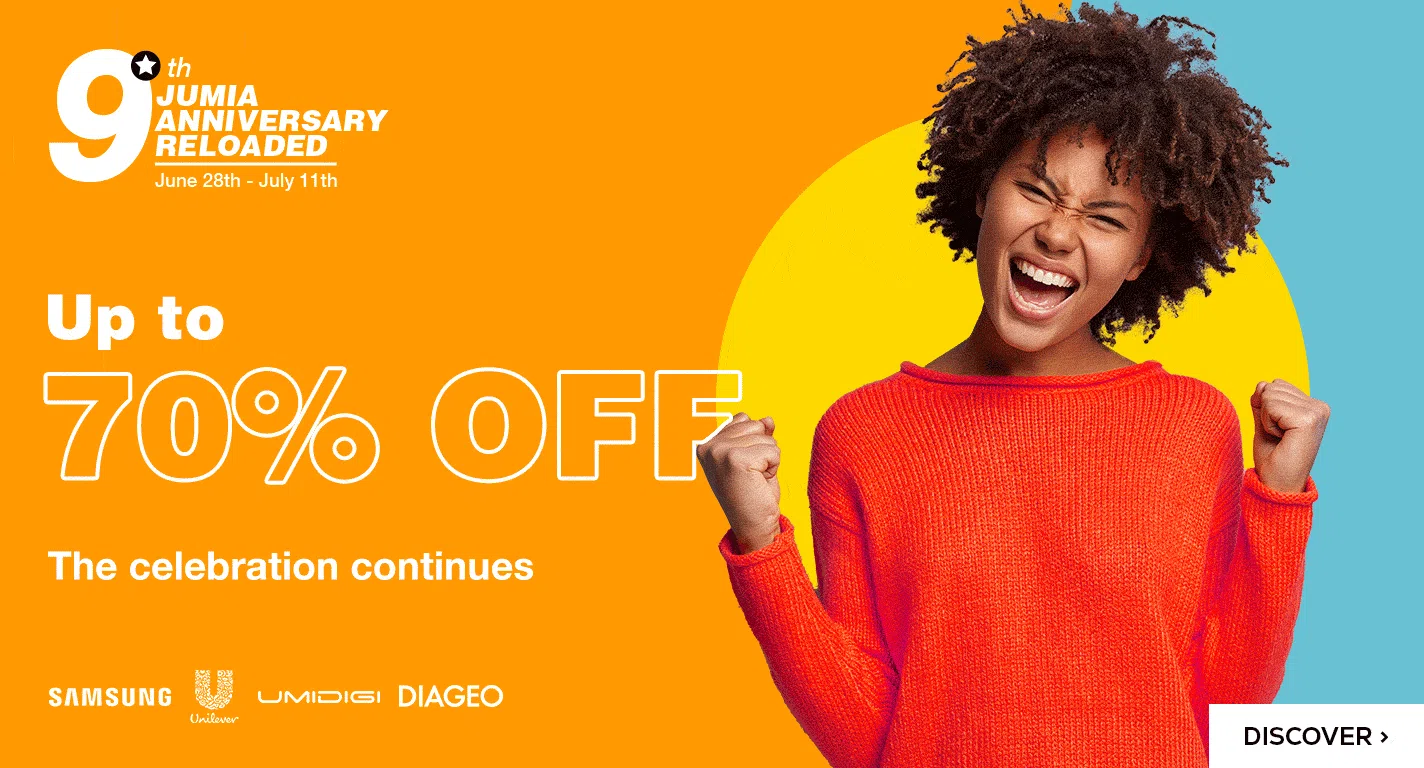 9th
JUMIA
ANNIVERSARY
RELOADED
June 28th - July 11th
Up to
70% OFF
The celebration continues
SAMSUNG Unilever UMIDIGI DIAGEO
DISCOVER ›